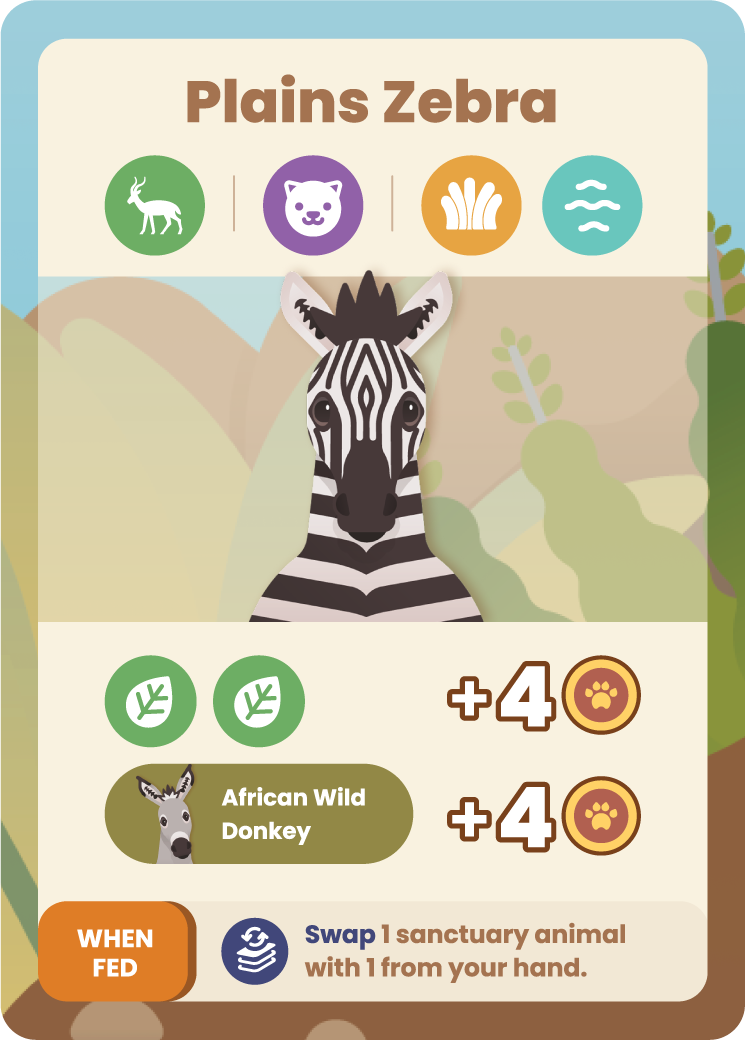 Plains Zebra
+4
African Wild
Donkey
+4
WHEN
FED
Swap 1 sanctuary animal
with 1 from your hand.